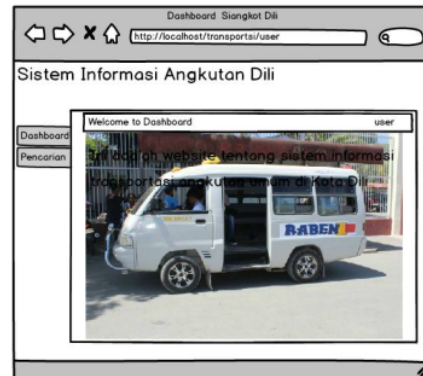 Dashboard Siangkot Dili
http://localhost/transportsi/user
Sistem Informasi Angkutan Dili
Welcome to Dashboard user
Dashboard
Pencarian
Ini adalah website tentang sistem informasi
transportasi angkutan umum di Kota Dili
RABEN